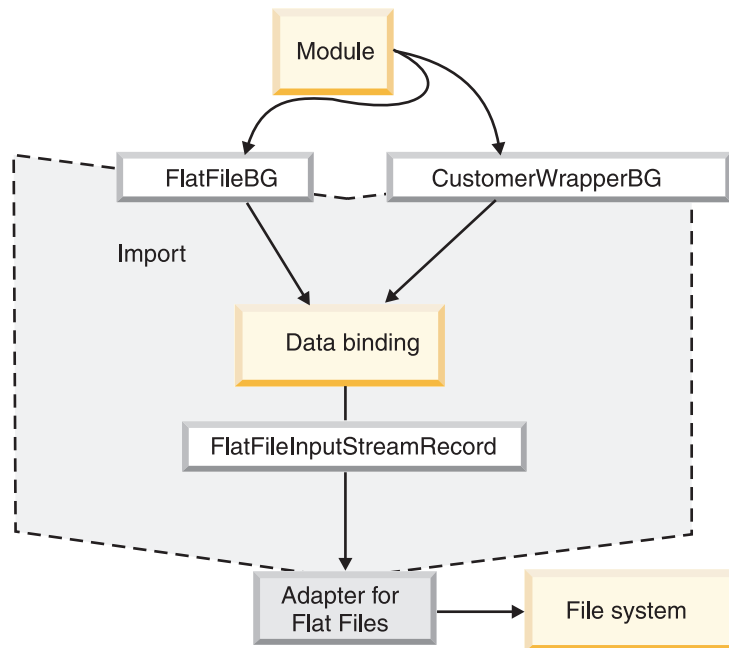 Module
FlatFileBG
CustomerWrapperBG
Import
Data binding
FlatFileInputStreamRecord
Adapter for
Flat Files
File system